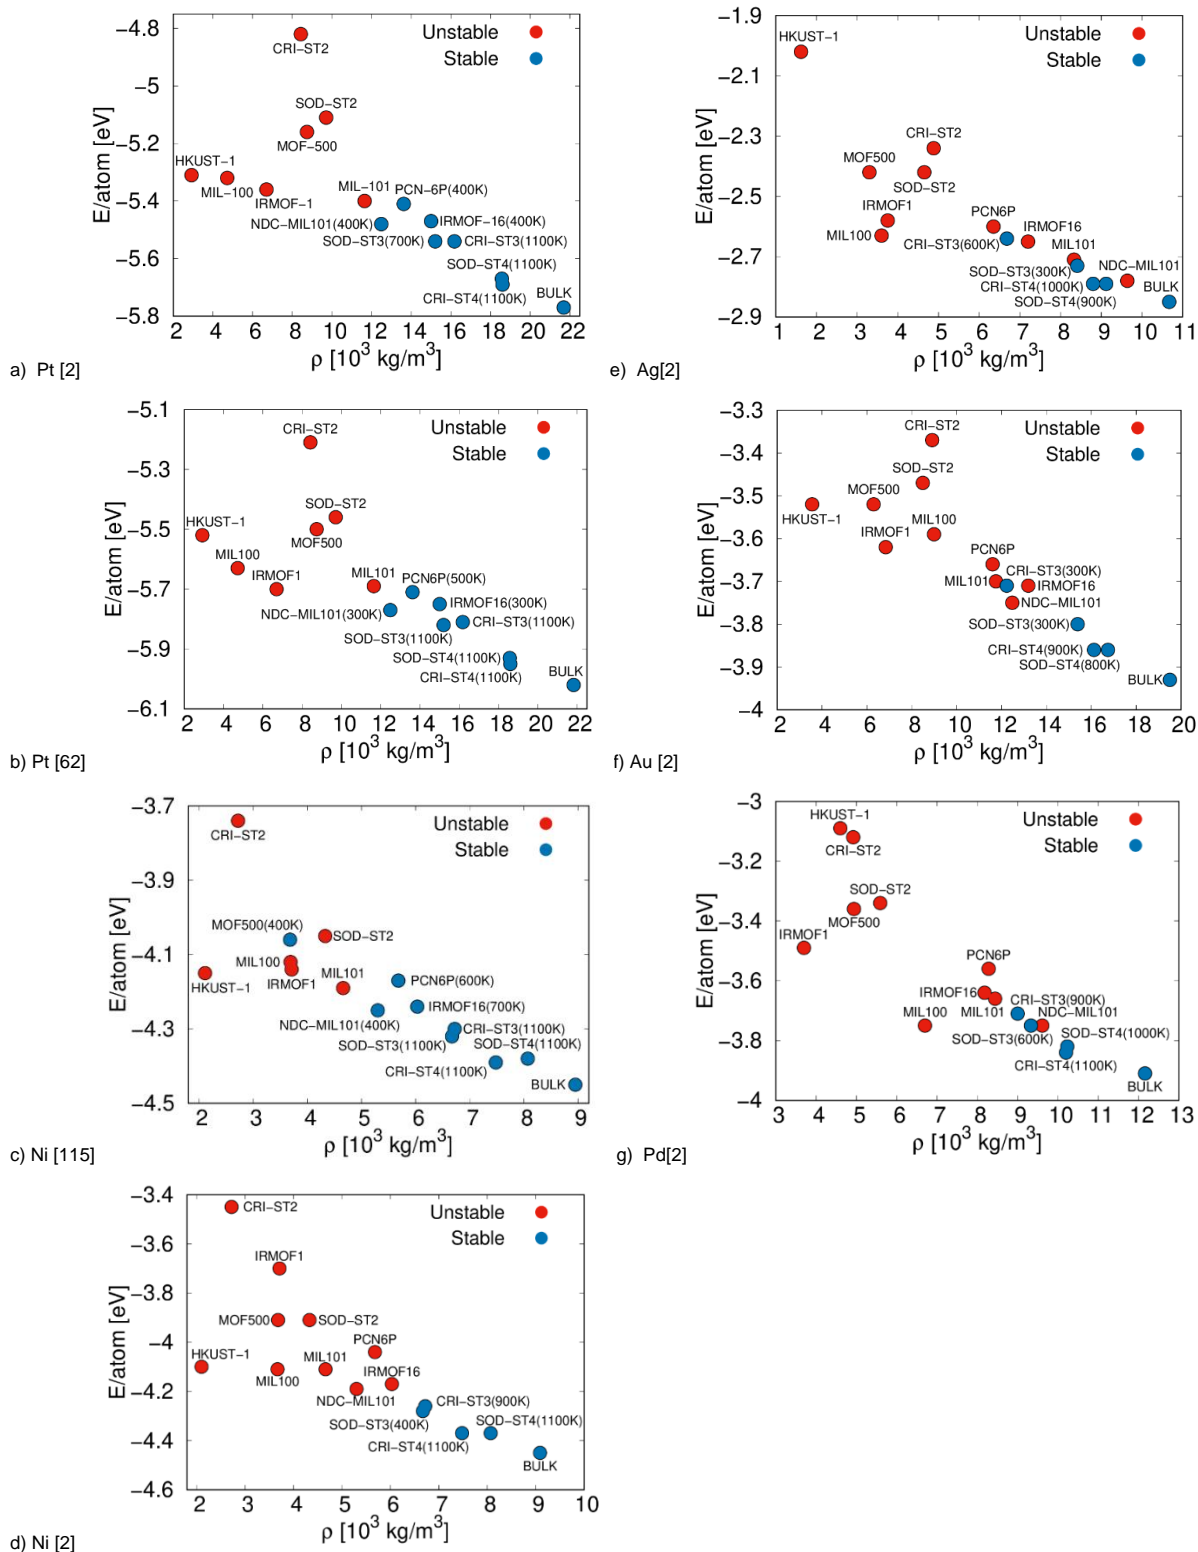 −4.8
−5
−5.2
−5.4
−5.6
−5.8
E/atom [eV]
Unstable
Stable
CRI−ST2
SOD−ST2
MOF−500
HKUST−1
MIL−100
IRMOF−1
MIL−101
PCN−6P(400K)
NDC−MIL101(400K)
IRMOF−16(400K)
SOD−ST3(700K)
CRI−ST3(1100K)
SOD−ST4(1100K)
CRI−ST4(1100K)
BULK
2 4 6 8 10 12 14 16 18 20 22
ρ [10³ kg/m³]
a) Pt [2]
−1.9
−2.1
−2.3
−2.5
−2.7
−2.9
E/atom [eV]
Unstable
Stable
HKUST−1
CRI−ST2
MOF500
SOD−ST2
IRMOF1
MIL100
PCN6P
IRMOF16
CRI−ST3(600K)
MIL101
SOD−ST3(300K)
NDC−MIL101
CRI−ST4(1000K)
BULK
SOD−ST4(900K)
1 2 3 4 5 6 7 8 9 10 11
ρ [10³ kg/m³]
e) Ag[2]
−5.1
−5.3
−5.5
−5.7
−5.9
−6.1
E/atom [eV]
Unstable
Stable
CRI−ST2
SOD−ST2
HKUST−1
MOF500
MIL100
IRMOF1
MIL101
PCN6P(500K)
NDC−MIL101(300K)
IRMOF16(300K)
CRI−ST3(1100K)
SOD−ST3(1100K)
SOD−ST4(1100K)
CRI−ST4(1100K)
BULK
2 4 6 8 10 12 14 16 18 20 22
ρ [10³ kg/m³]
b) Pt [62]
−3.3
−3.4
−3.5
−3.6
−3.7
−3.8
−3.9
−4
E/atom [eV]
Unstable
Stable
CRI−ST2
SOD−ST2
MOF500
HKUST−1
MIL100
IRMOF1
PCN6P
CRI−ST3(300K)
MIL101
IRMOF16
NDC−MIL101
SOD−ST3(300K)
CRI−ST4(900K)
SOD−ST4(800K)
BULK
2 4 6 8 10 12 14 16 18 20
ρ [10³ kg/m³]
f) Au [2]
−3.7
−3.9
−4.1
−4.3
−4.5
E/atom [eV]
Unstable
Stable
CRI−ST2
MOF500(400K)
SOD−ST2
MIL100
HKUST−1
IRMOF1
MIL101
PCN6P(600K)
IRMOF16(700K)
NDC−MIL101(400K)
CRI−ST3(1100K)
SOD−ST3(1100K)
SOD−ST4(1100K)
CRI−ST4(1100K)
BULK
2 3 4 5 6 7 8 9
ρ [10³ kg/m³]
c) Ni [115]
−3
−3.2
−3.4
−3.6
−3.8
−4
E/atom [eV]
Unstable
Stable
HKUST−1
CRI−ST2
SOD−ST2
MOF500
IRMOF1
PCN6P
IRMOF16
MIL100
MIL101
CRI−ST3(900K)
NDC−MIL101
SOD−ST3(600K)
SOD−ST4(1000K)
CRI−ST4(1100K)
BULK
3 4 5 6 7 8 9 10 11 12 13
ρ [10³ kg/m³]
g) Pd[2]
−3.4
−3.6
−3.8
−4
−4.2
−4.4
−4.6
E/atom [eV]
Unstable
Stable
CRI−ST2
IRMOF1
MOF500
SOD−ST2
HKUST−1
MIL100
MIL101
PCN6P
IRMOF16
NDC−MIL101
CRI−ST3(900K)
SOD−ST3(400K)
SOD−ST4(1100K)
CRI−ST4(1100K)
BULK
2 3 4 5 6 7 8 9 10
ρ [10³ kg/m³]
d) Ni [2]